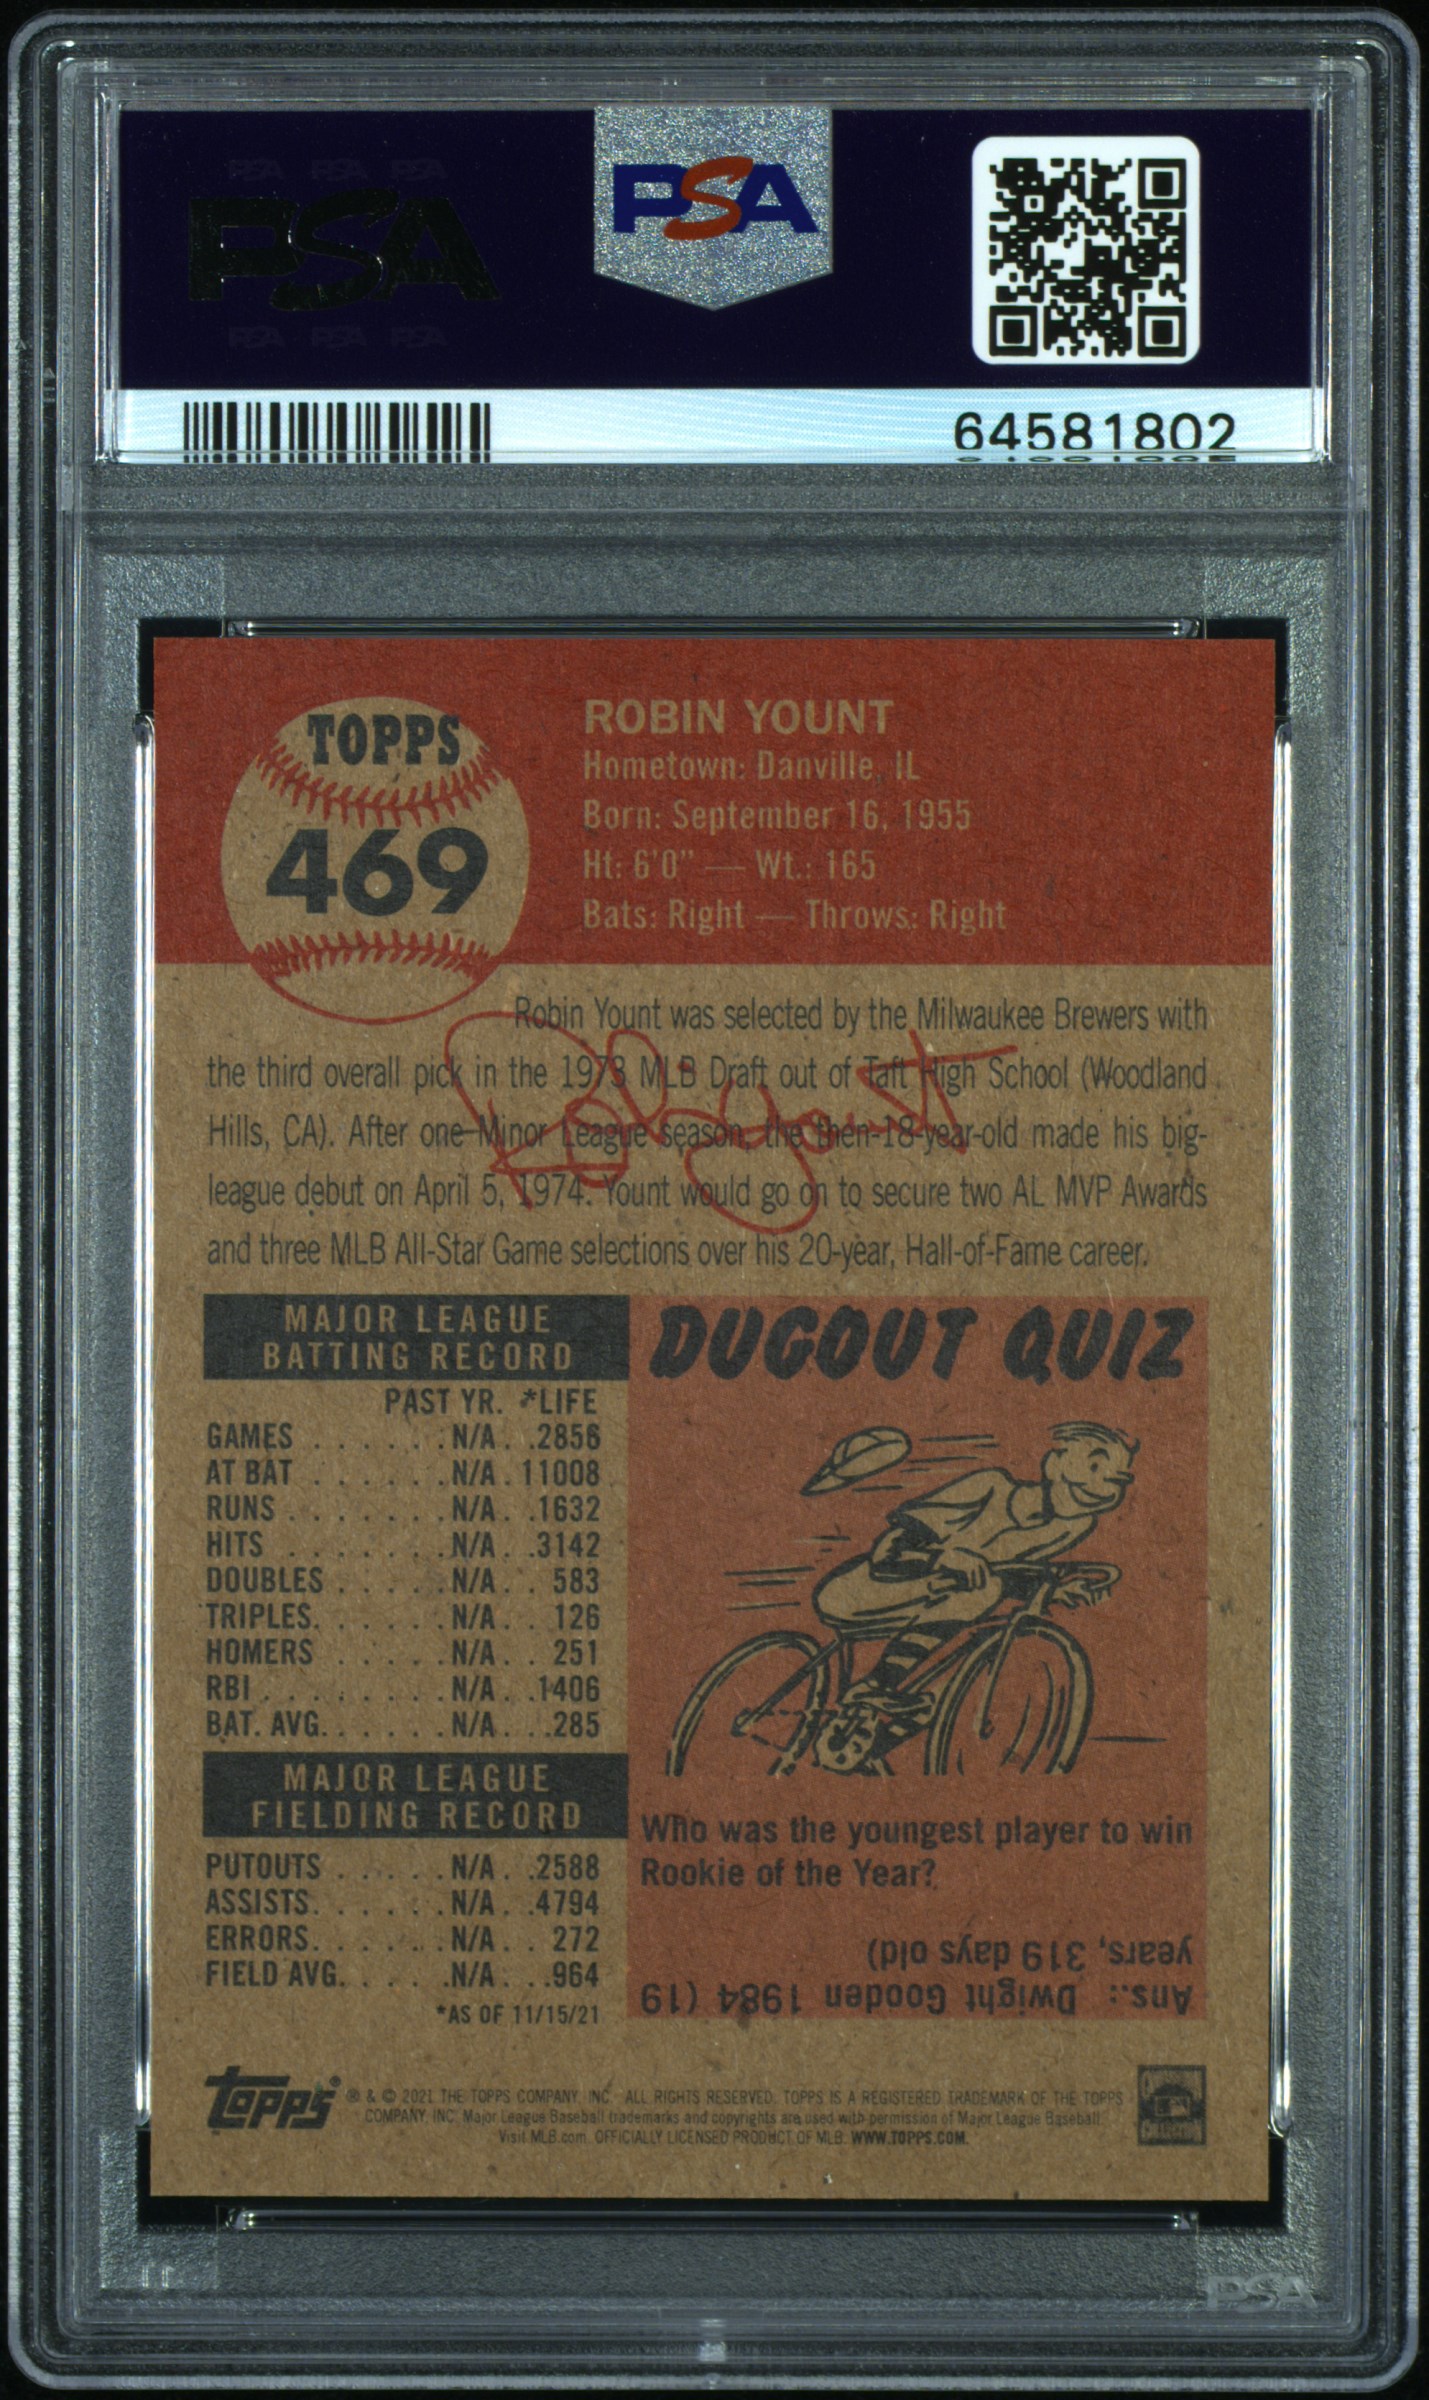 PSA PSA PSA
PSA
PSA PSA PSA
PSA
64581802
TOPPS
469
ROBIN YOUNT
Hometown: Danville, IL
Born: September 16, 1955
Ht: 6'0" — Wt.: 165
Bats: Right — Throws: Right
Robin Yount was selected by the Milwaukee Brewers with
the third overall pick in the 1973 MLB Draft out of Taft High School (Woodland
Hills, CA). After one Minor League season, the then-18-year-old made his big-
league debut on April 5, 1974. Yount would go on to secure two AL MVP Awards
and three MLB All-Star Game selections over his 20-year, Hall-of-Fame career.
Robin Yount
MAJOR LEAGUE
BATTING RECORD
PAST YR. *LIFE
GAMES . . . . . . . N/A . . 2856
AT BAT . . . . . . . N/A . 11008
RUNS . . . . . . . . N/A . . 1632
HITS . . . . . . . . N/A . . 3142
DOUBLES . . . . . N/A . . 583
TRIPLES. . . . . . . N/A . . 126
HOMERS . . . . . . N/A . . 251
RBI . . . . . . . . . N/A . . 1406
BAT. AVG. . . . . . N/A . . .285
MAJOR LEAGUE
FIELDING RECORD
PUTOUTS . . . . . N/A . . 2588
ASSISTS. . . . . . N/A . . 4794
ERRORS. . . . . . N/A . . 272
FIELD AVG. . . . . N/A . . .964
*AS OF 11/15/21
DUGOUT QUIZ
Who was the youngest player to win
Rookie of the Year?
Ans.: Dwight Gooden 1984 (19
years, 319 days old)
topps
® & © 2021 THE TOPPS COMPANY, INC. ALL RIGHTS RESERVED. TOPPS IS A REGISTERED TRADEMARK OF THE TOPPS
COMPANY, INC. Major League Baseball trademarks and copyrights are used with permission of Major League Baseball.
Visit MLB.com. OFFICIALLY LICENSED PRODUCT OF MLB. WWW.TOPPS.COM.
PSA